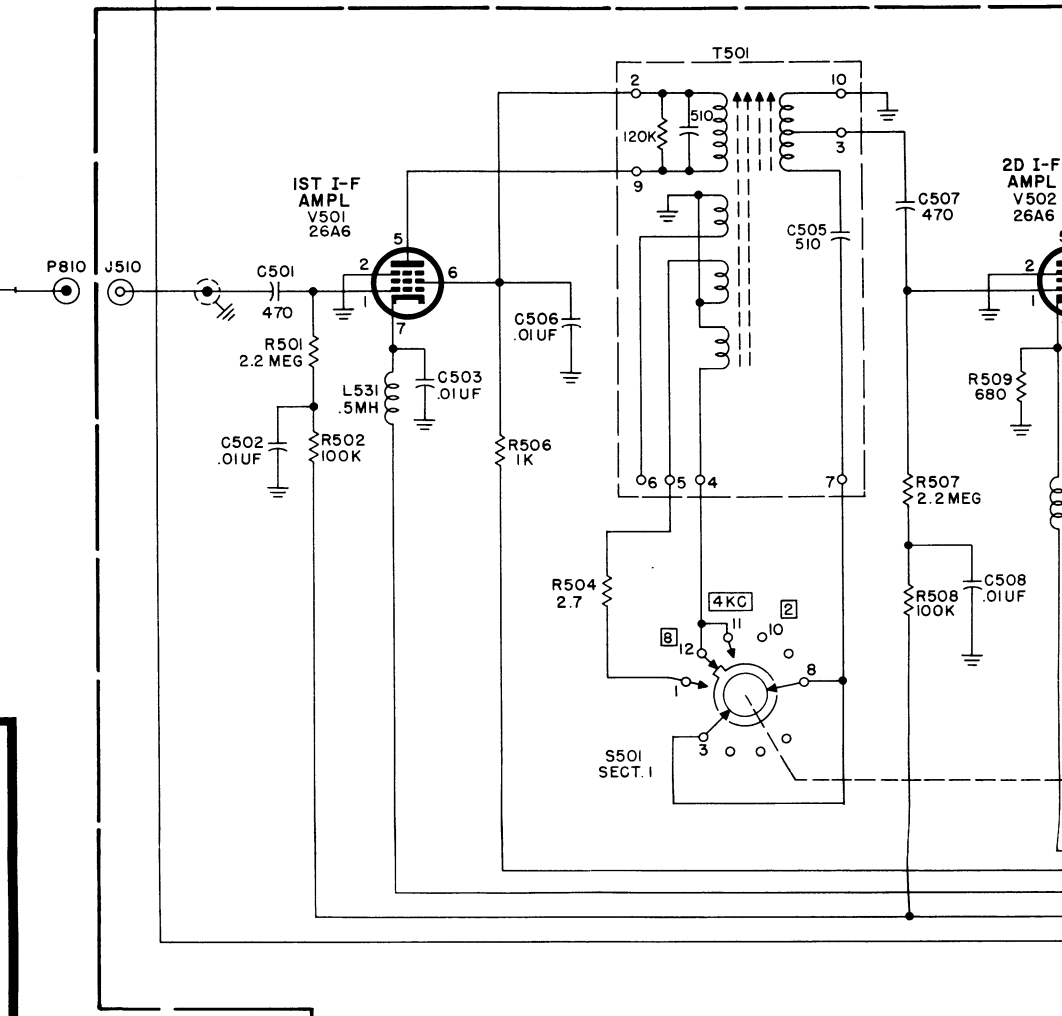 T501
2
10
120K
510
3
9
1ST I-F
AMPL
V501
26A6
2D I-F
AMPL
V502
26A6
C507
470
C505
510
5
5
P810
J510
C501
470
2
6
1
7
2
1
C506
.01UF
R501
2.2 MEG
L531
.5MH
C503
.01UF
R509
680
C502
.01UF
R502
100K
R506
1K
6
5
4
7
R507
2.2 MEG
R504
2.7
4KC
11
10
2
C508
.01UF
R508
100K
8
12
8
1
3
S501
SECT. 1